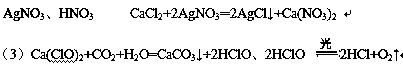 AgNO₃、HNO₃ CaCl₂+2AgNO₃=2AgCl↓+Ca(NO₃)₂ ↵
（3）Ca(ClO)₂+CO₂+H₂O=CaCO₃↓+2HClO、2HClO 光⇌2HCl+O₂↑↵